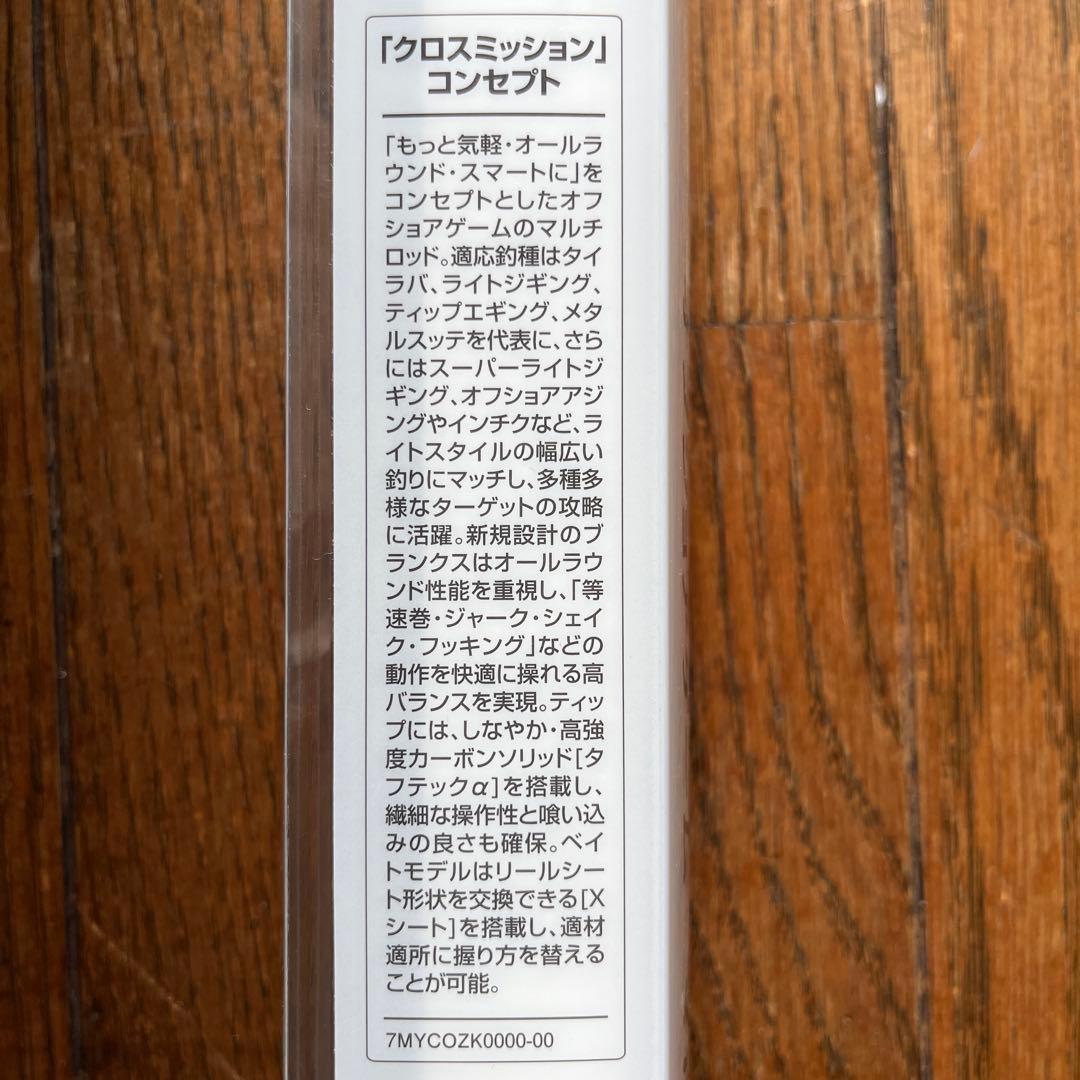 「クロスミッション」
コンセプト
「もっと気軽・オールラ
ウンド・スマートに」を
コンセプトとしたオフ
ショアゲームのマルチ
ロッド。適応釣種はタイ
ラバ、ライトジギング、
ティップエギング、メタ
ルスッテを代表に、さら
にはスーパーライトジ
ギング、オフショアアジ
ングやインチクなど、ラ
イトスタイルの幅広い
釣りにマッチし、多種多
様なターゲットの攻略
に活躍。新規設計のブ
ランクスはオールラウ
ンド性能を重視し、「等
速巻・ジャーク・シェイ
ク・フッキング」などの
動作を快適に操れる高
バランスを実現。ティッ
プには、しなやか・高強
度カーボンソリッド[タ
フテックα]を搭載し、
繊細な操作性と喰い込
みの良さも確保。ベイ
トモデルはリールシー
ト形状を交換できる[X
シート]を搭載し、適材
適所に握り方を替える
ことが可能。
7MYCOZK0000-00